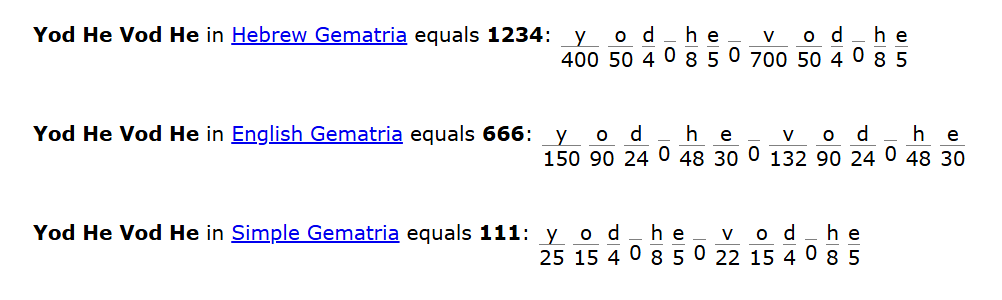 Yod He Vod He in Hebrew Gematria equals 1234: y o d _ h e _ v o d _ h e
400 50 4 0 8 5 0 700 50 4 0 8 5
Yod He Vod He in English Gematria equals 666: y o d _ h e _ v o d _ h e
150 90 24 0 48 30 0 132 90 24 0 48 30
Yod He Vod He in Simple Gematria equals 111: y o d _ h e _ v o d _ h e
25 15 4 0 8 5 0 22 15 4 0 8 5